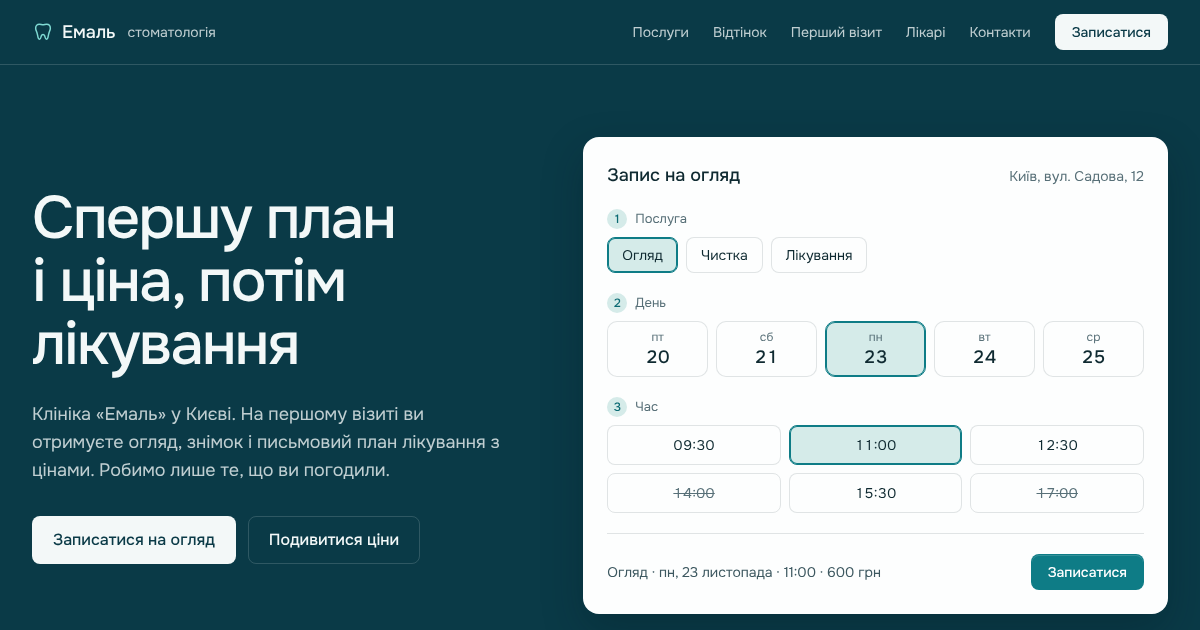 Емаль стоматологія
Послуги Відтінок Перший візит Лікарі Контакти Записатися
Спершу план
і ціна, потім
лікування
Клініка «Емаль» у Києві. На першому візиті ви
отримуєте огляд, знімок і письмовий план лікування з
цінами. Робимо лише те, що ви погодили.
Записатися на огляд Подивитися ціни
Запис на огляд Київ, вул. Садова, 12
1 Послуга
Огляд Чистка Лікування
2 День
пт сб пн вт ср
20 21 23 24 25
3 Час
09:30 11:00 12:30
14:00 15:30 17:00
Огляд · пн, 23 листопада · 11:00 · 600 грн Записатися